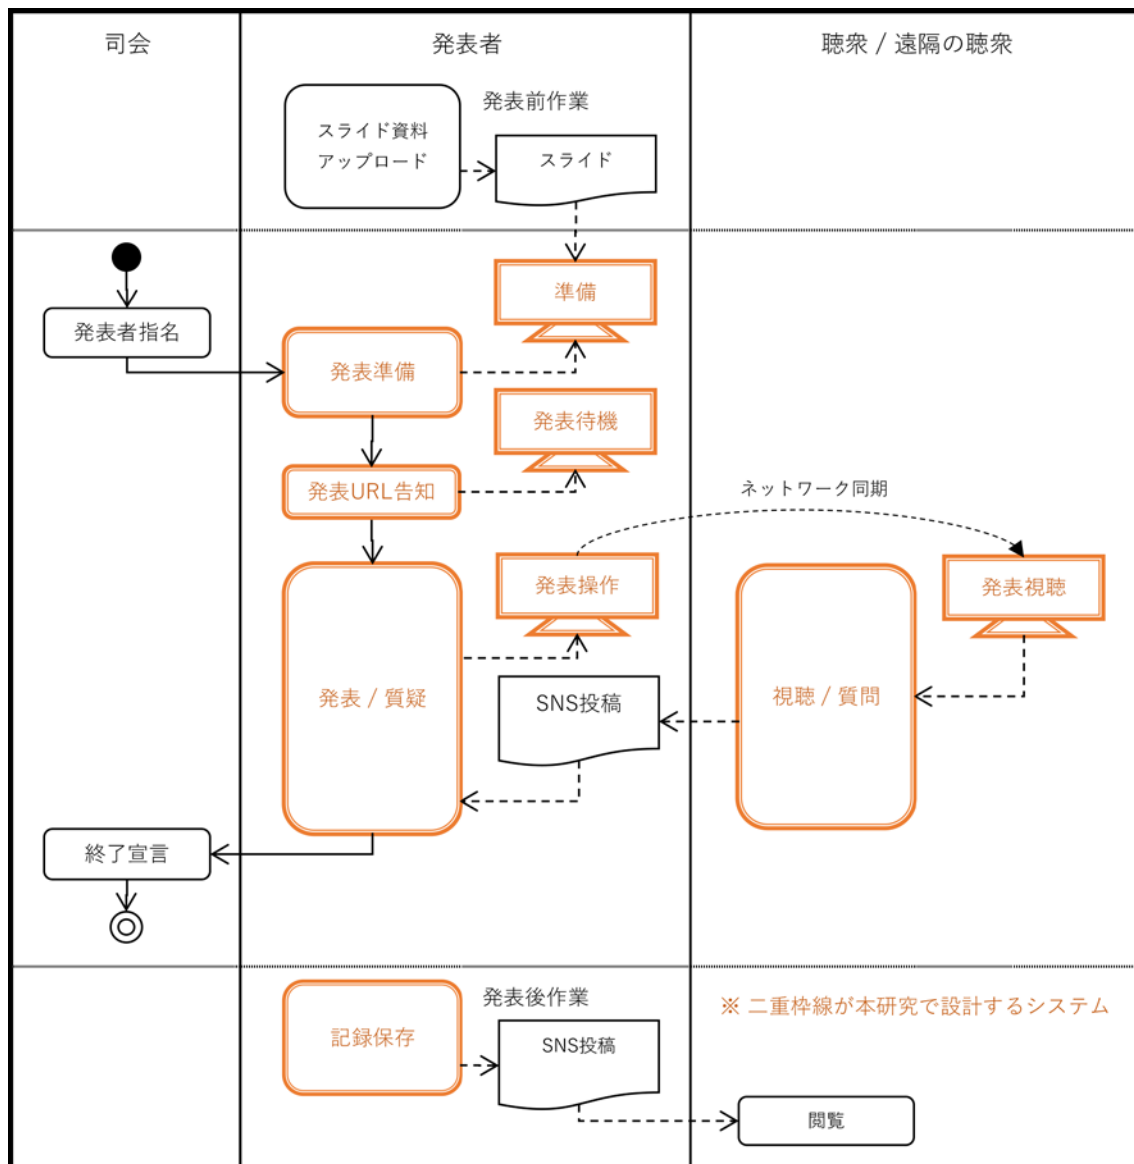 司会
発表者
聴衆 / 遠隔の聴衆
発表前作業
スライド資料
アップロード
スライド
準備
発表者指名
発表準備
発表待機
発表URL告知
ネットワーク同期
発表操作
発表視聴
発表 / 質疑
SNS投稿
視聴 / 質問
終了宣言
発表後作業
※ 二重枠線が本研究で設計するシステム
記録保存
SNS投稿
閲覧